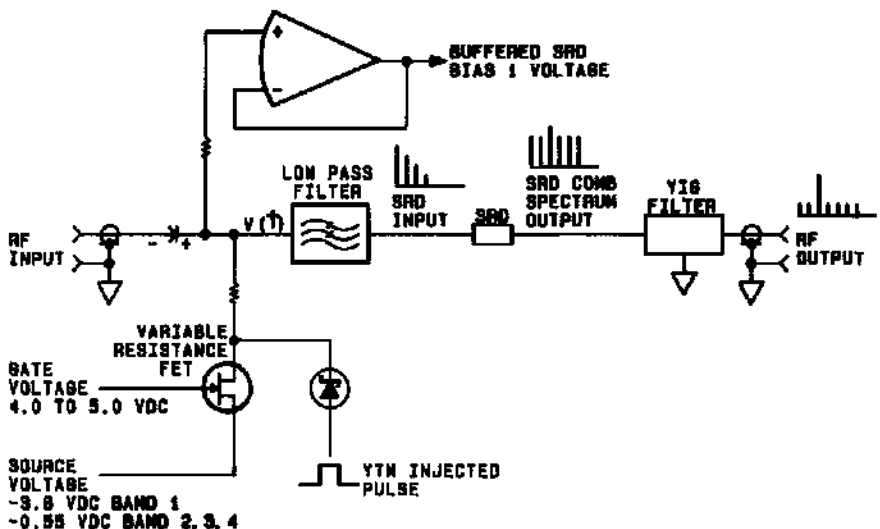 BUFFERED SRD
BIAS 1 VOLTAGE
+
-
LOW PASS
FILTER
SRD
INPUT
SRD COMB
SPECTRUM
OUTPUT
YIG
FILTER
V(T)
SRD
RF
INPUT
-
+
RF
OUTPUT
VARIABLE
RESISTANCE
FET
GATE
VOLTAGE
4.0 TO 5.0 VDC
SOURCE
VOLTAGE
-3.8 VDC BAND 1
-0.55 VDC BAND 2,3,4
YTM INJECTED
PULSE